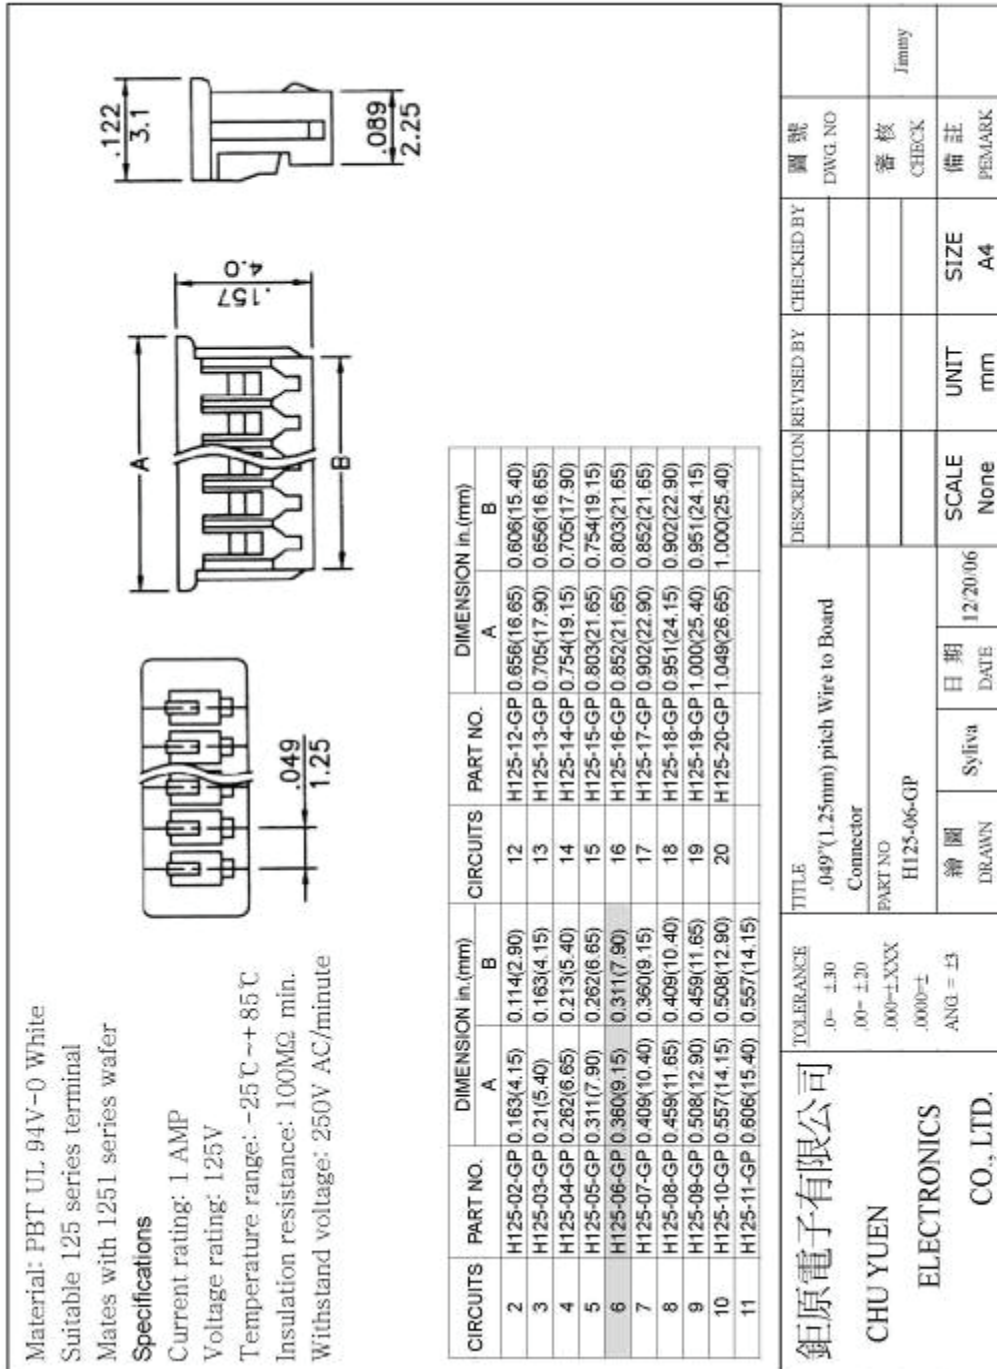 Material: PBT UL 94V-0 White
Suitable 125 series terminal
Mates with 1251 series wafer
Specifications
Current rating: 1 AMP
Voltage rating: 125V
Temperature range: -25℃~+85℃
Insulation resistance: 100MΩ min.
Withstand voltage: 250V AC/minute
.049
1.25
A
B
.157
4.0
.122
3.1
.089
2.25
CIRCUITS PART NO. DIMENSION in.(mm) CIRCUITS PART NO. DIMENSION in.(mm)
A B A B
2 H125-02-GP 0.163(4.15) 0.114(2.90) 12 H125-12-GP 0.656(16.65) 0.606(15.40)
3 H125-03-GP 0.21(5.40) 0.163(4.15) 13 H125-13-GP 0.705(17.90) 0.656(16.65)
4 H125-04-GP 0.262(6.65) 0.213(5.40) 14 H125-14-GP 0.754(19.15) 0.705(17.90)
5 H125-05-GP 0.311(7.90) 0.262(6.65) 15 H125-15-GP 0.803(21.65) 0.754(19.15)
6 H125-06-GP 0.360(9.15) 0.311(7.90) 16 H125-16-GP 0.852(21.65) 0.803(21.65)
7 H125-07-GP 0.409(10.40) 0.360(9.15) 17 H125-17-GP 0.902(22.90) 0.852(21.65)
8 H125-08-GP 0.459(11.65) 0.409(10.40) 18 H125-18-GP 0.951(24.15) 0.902(22.90)
9 H125-09-GP 0.508(12.90) 0.459(11.65) 19 H125-19-GP 1.000(25.40) 0.951(24.15)
10 H125-10-GP 0.557(14.15) 0.508(12.90) 20 H125-20-GP 1.049(26.65) 1.000(25.40)
11 H125-11-GP 0.606(15.40) 0.557(14.15)
鉅原電子有限公司
CHU YUEN
ELECTRONICS
CO., LTD.
TOLERANCE
.0= ±.30
.00= ±.20
.000=±.XXX
.0000=±
ANG = ±3
TITLE
.049"(1.25mm) pitch Wire to Board
Connector
PART NO
H125-06-GP
繪圖
DRAWN
Syliva
日期
DATE
12/20/06
DESCRIPTION REVISED BY CHECKED BY
圖號
DWG. NO
審核
CHECK
Jimmy
SCALE
None
UNIT
mm
SIZE
A4
備註
PEMARK